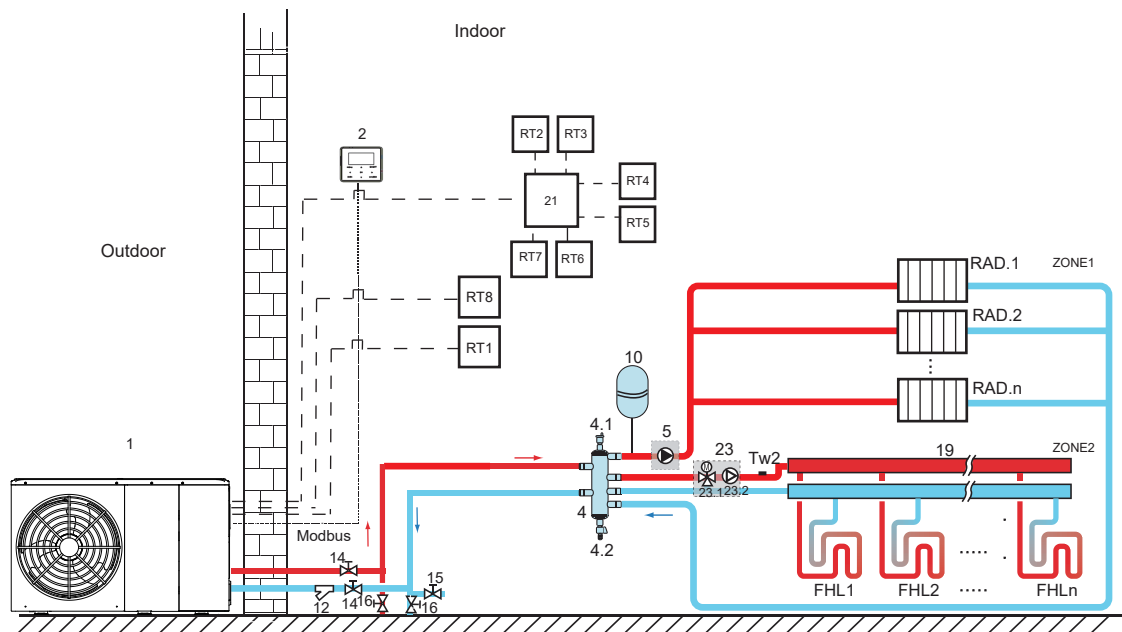 Indoor
RT2
RT3
2
RT4
21
RT5
Outdoor
RT7
RT6
RAD.1
ZONE1
RT8
RAD.2
RT1
10
RAD.n
4.1
5
1
23
19
ZONE2
Tw2
23.1
23.2
4
Modbus
4.2
14
15
12
14
16
16
FHL1
FHL2
FHLn